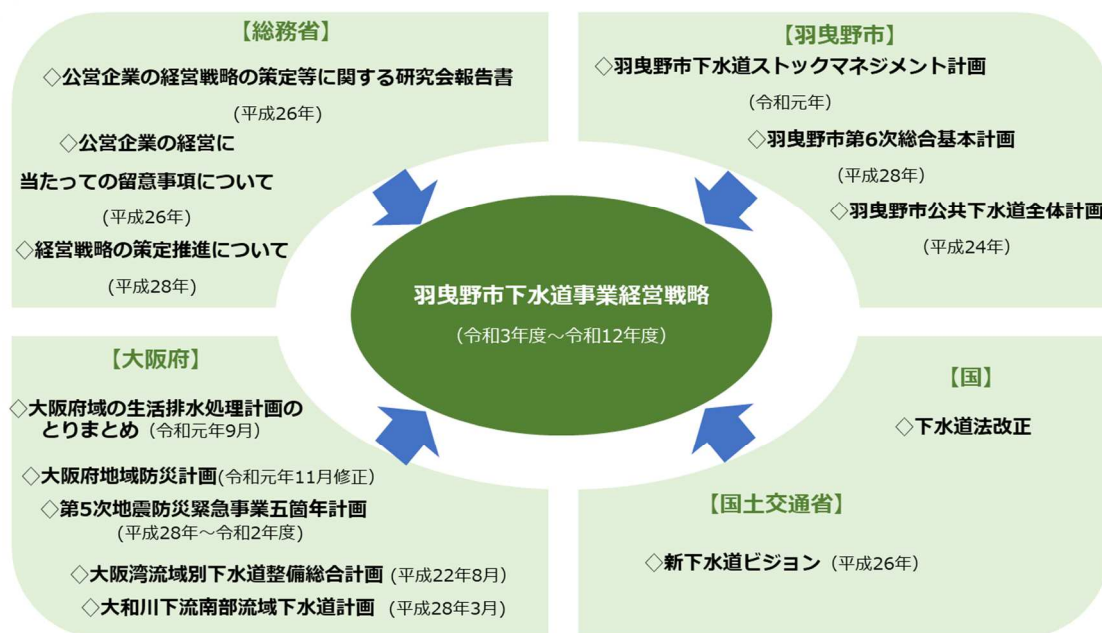 【総務省】
◇公営企業の経営戦略の策定等に関する研究会報告書
(平成26年)
◇公営企業の経営に
当たっての留意事項について
(平成26年)
◇経営戦略の策定推進について
(平成28年)
【羽曳野市】
◇羽曳野市下水道ストックマネジメント計画
(令和元年)
◇羽曳野市第6次総合基本計画
(平成28年)
◇羽曳野市公共下水道全体計画
(平成24年)
羽曳野市下水道事業経営戦略
(令和3年度～令和12年度)
【大阪府】
◇大阪府域の生活排水処理計画の
とりまとめ (令和元年9月)
◇大阪府地域防災計画(令和元年11月修正)
◇第5次地震防災緊急事業五箇年計画
(平成28年～令和2年度)
◇大阪湾流域別下水道整備総合計画 (平成22年8月)
◇大和川下流南部流域下水道計画 (平成28年3月)
【国】
◇下水道法改正
【国土交通省】
◇新下水道ビジョン (平成26年)